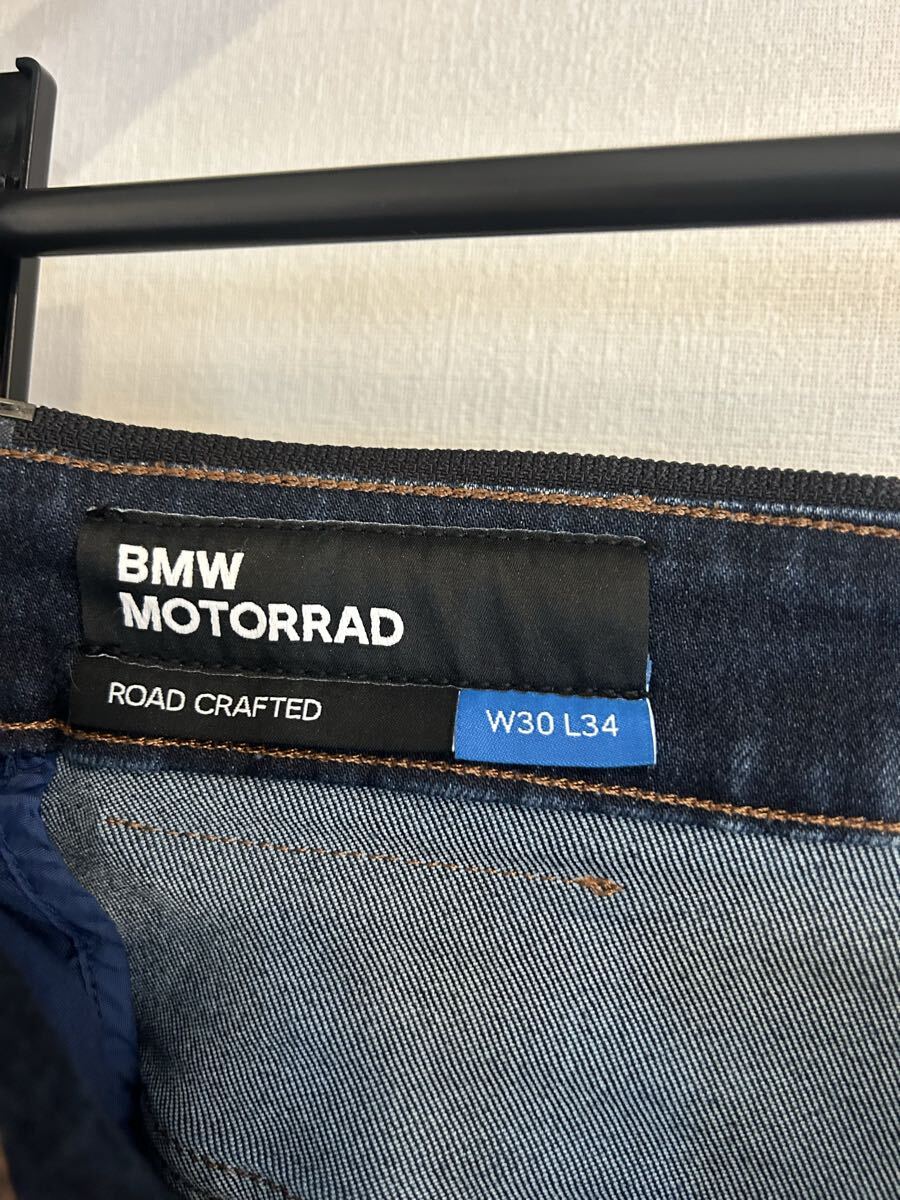 BMW
MOTORRAD
ROAD CRAFTED
W30 L34